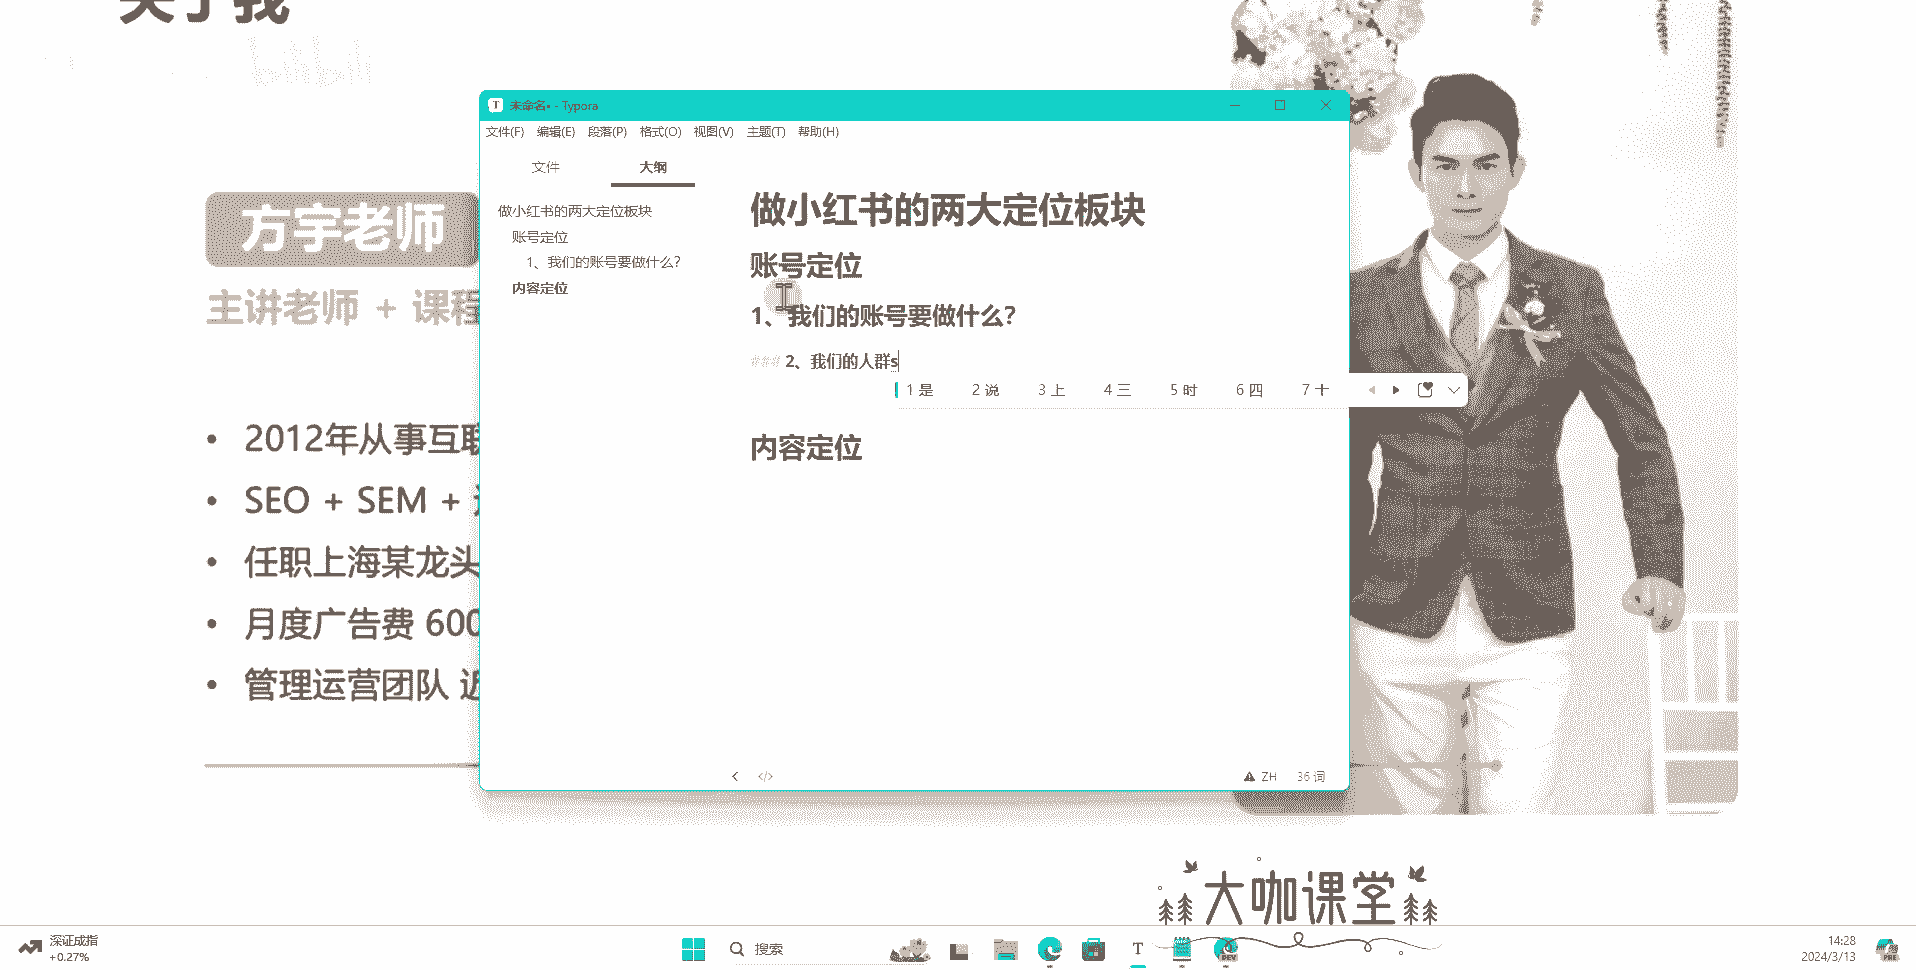 关于我
bilibili
未命名• - Typora
文件(F) 编辑(E) 段落(P) 格式(O) 视图(V) 主题(T) 帮助(H)
文件 大纲
做小红书的两大定位板块
账号定位
1、我们的账号要做什么?
内容定位
做小红书的两大定位板块
账号定位
1、我们的账号要做什么?
### 2、我们的人群s
1 是 2 说 3 上 4 三 5 时 6 四 7 十
内容定位
ZH 36 词
方宇老师
主讲老师 + 课程
• 2012年从事互联
• SEO + SEM +
• 任职上海某龙头
• 月度广告费 600
• 管理运营团队 近
大咖课堂
深证成指
+0.27%
搜索
T
DEV
14:28
2024/3/13
PRE